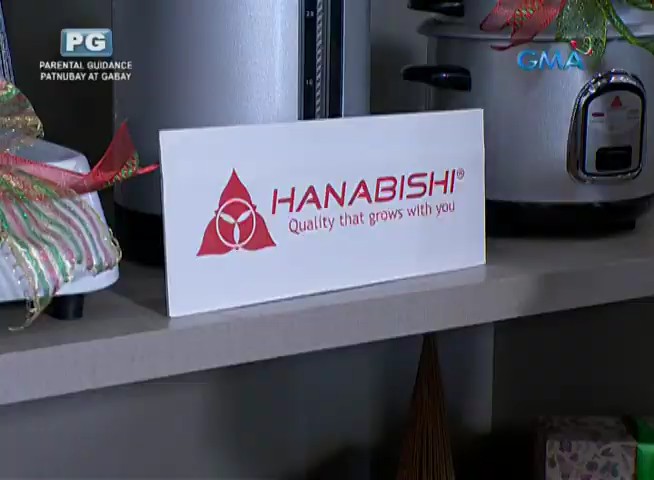 PG
PARENTAL GUIDANCE
PATNUBAY AT GABAY
GMA
HANABISHI®
Quality that grows with you